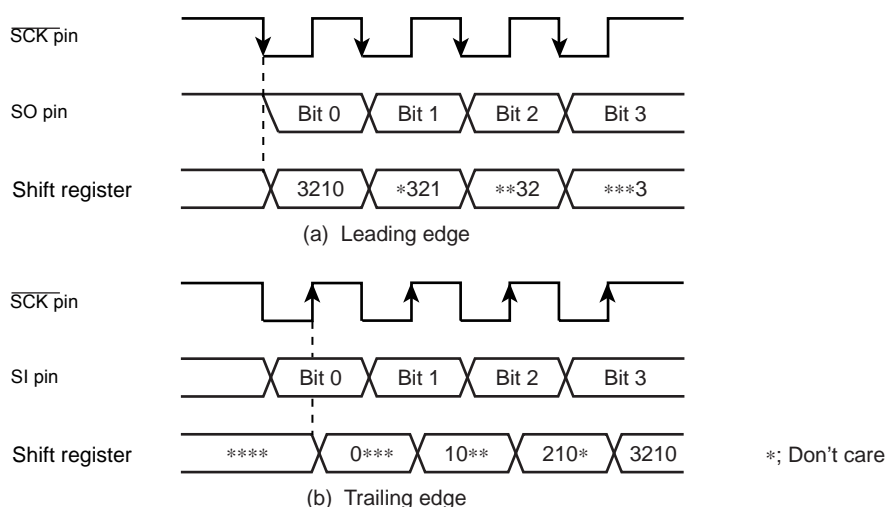 SCK pin
SO pin Bit 0 Bit 1 Bit 2 Bit 3
Shift register 3210 *321 **32 ***3
(a) Leading edge
SCK pin
SI pin Bit 0 Bit 1 Bit 2 Bit 3
Shift register **** 0*** 10** 210* 3210 *; Don't care
(b) Trailing edge